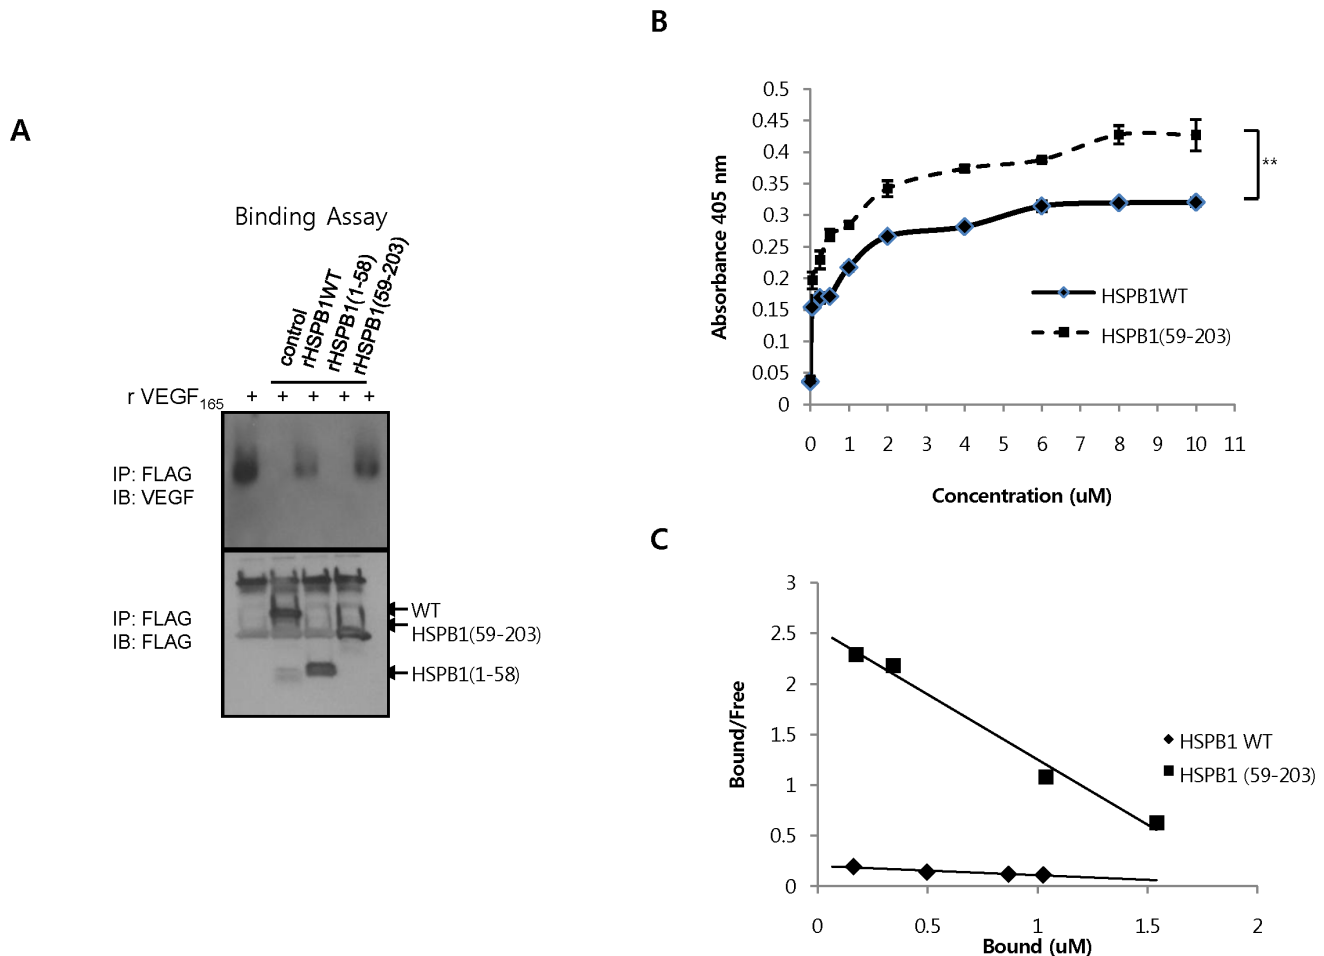 A
Binding Assay
control
rHSPB1WT
rHSPB1(1-58)
rHSPB1(59-203)
r VEGF165 + + + + +
IP: FLAG
IB: VEGF
IP: FLAG
IB: FLAG
WT
HSPB1(59-203)
HSPB1(1-58)
B
Absorbance 405 nm
0.5
0.45
0.4
0.35
0.3
0.25
0.2
0.15
0.1
0.05
0
0 1 2 3 4 5 6 7 8 9 10 11
Concentration (uM)
HSPB1WT
HSPB1(59-203)
**
C
Bound/Free
3
2.5
2
1.5
1
0.5
0
0 0.5 1 1.5 2
Bound (uM)
HSPB1 WT
HSPB1 (59-203)